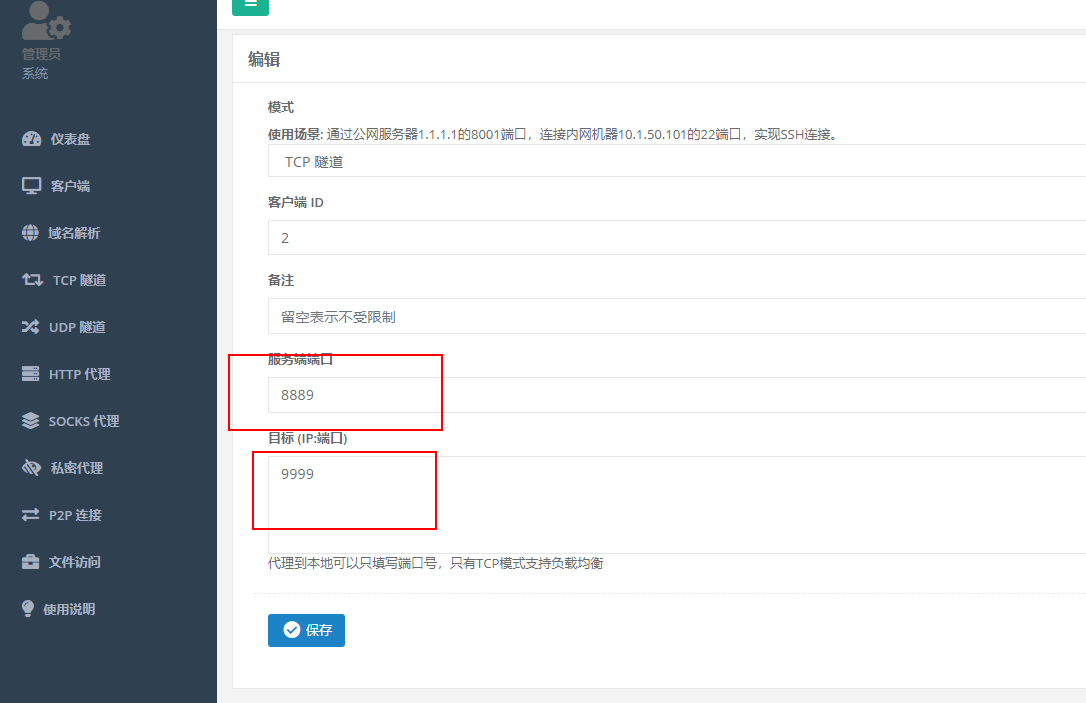 管理员
系统
仪表盘
客户端
域名解析
TCP 隧道
UDP 隧道
HTTP 代理
SOCKS 代理
私密代理
P2P 连接
文件访问
使用说明
编辑
模式
使用场景: 通过公网服务器1.1.1.1的8001端口，连接内网机器10.1.50.101的22端口，实现SSH连接。
TCP 隧道
客户端 ID
2
备注
留空表示不受限制
服务端端口
8889
目标 (IP:端口)
9999
代理到本地可以只填写端口号，只有TCP模式支持负载均衡
保存